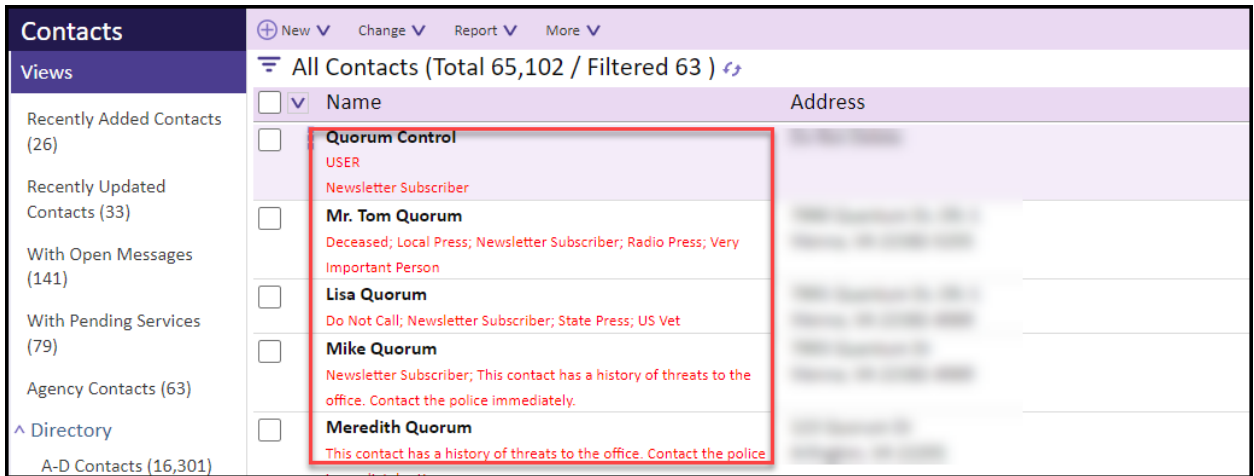 Contacts
Views
Recently Added Contacts
(26)
Recently Updated
Contacts (33)
With Open Messages
(141)
With Pending Services
(79)
Agency Contacts (63)
Directory
A-D Contacts (16,301)
New Change Report More
All Contacts (Total 65,102 / Filtered 63 )
Name Address
Quorum Control
USER
Newsletter Subscriber
Mr. Tom Quorum
Deceased; Local Press; Newsletter Subscriber; Radio Press; Very
Important Person
Lisa Quorum
Do Not Call; Newsletter Subscriber; State Press; US Vet
Mike Quorum
Newsletter Subscriber; This contact has a history of threats to the
office. Contact the police immediately.
Meredith Quorum
This contact has a history of threats to the office. Contact the police